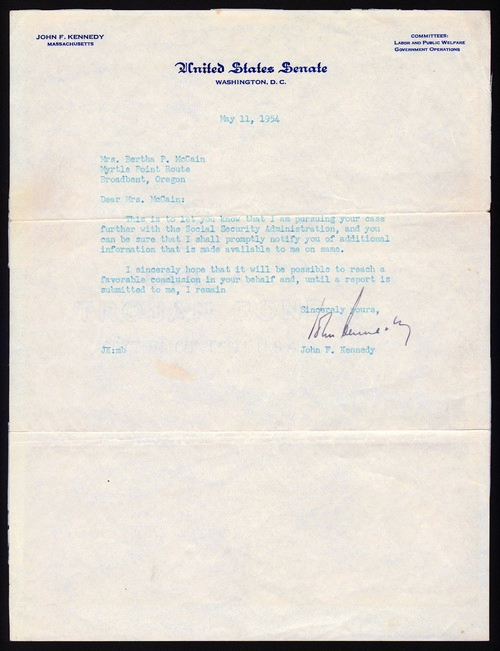 JOHN F. KENNEDY
MASSACHUSETTS
COMMITTEES:
LABOR AND PUBLIC WELFARE
GOVERNMENT OPERATIONS
United States Senate
WASHINGTON, D. C.
May 11, 1954
Mrs. Bertha P. McCain
Myrtle Point Route
Broadbent, Oregon
Dear Mrs. McCain:
This is to let you know that I am pursuing your case
further with the Social Security Administration, and you
can be sure that I shall promptly notify you of additional
information that is made available to me on same.
I sincerely hope that it will be possible to reach a
favorable conclusion in your behalf and, until a report is
submitted to me, I remain
Sincerely yours,
John Kennedy
JK:mb
John F. Kennedy